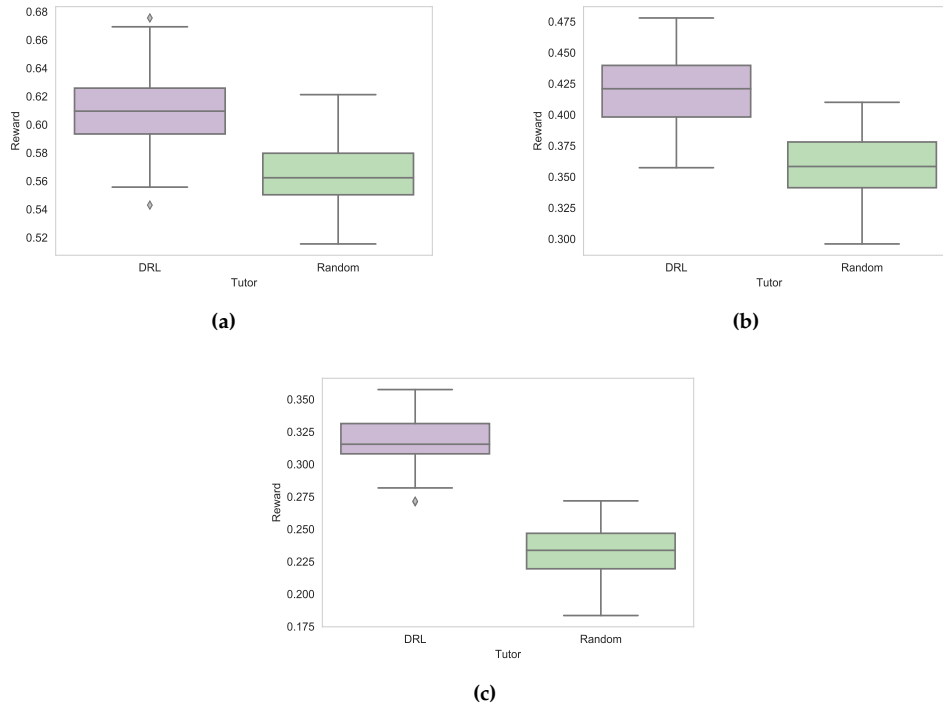 0.68
0.66
0.64
0.62
0.60
0.58
0.56
0.54
0.52
Reward
DRL Random
Tutor
(a)
0.475
0.450
0.425
0.400
0.375
0.350
0.325
0.300
Reward
DRL Random
Tutor
(b)
0.350
0.325
0.300
0.275
0.250
0.225
0.200
0.175
Reward
DRL Random
Tutor
(c)